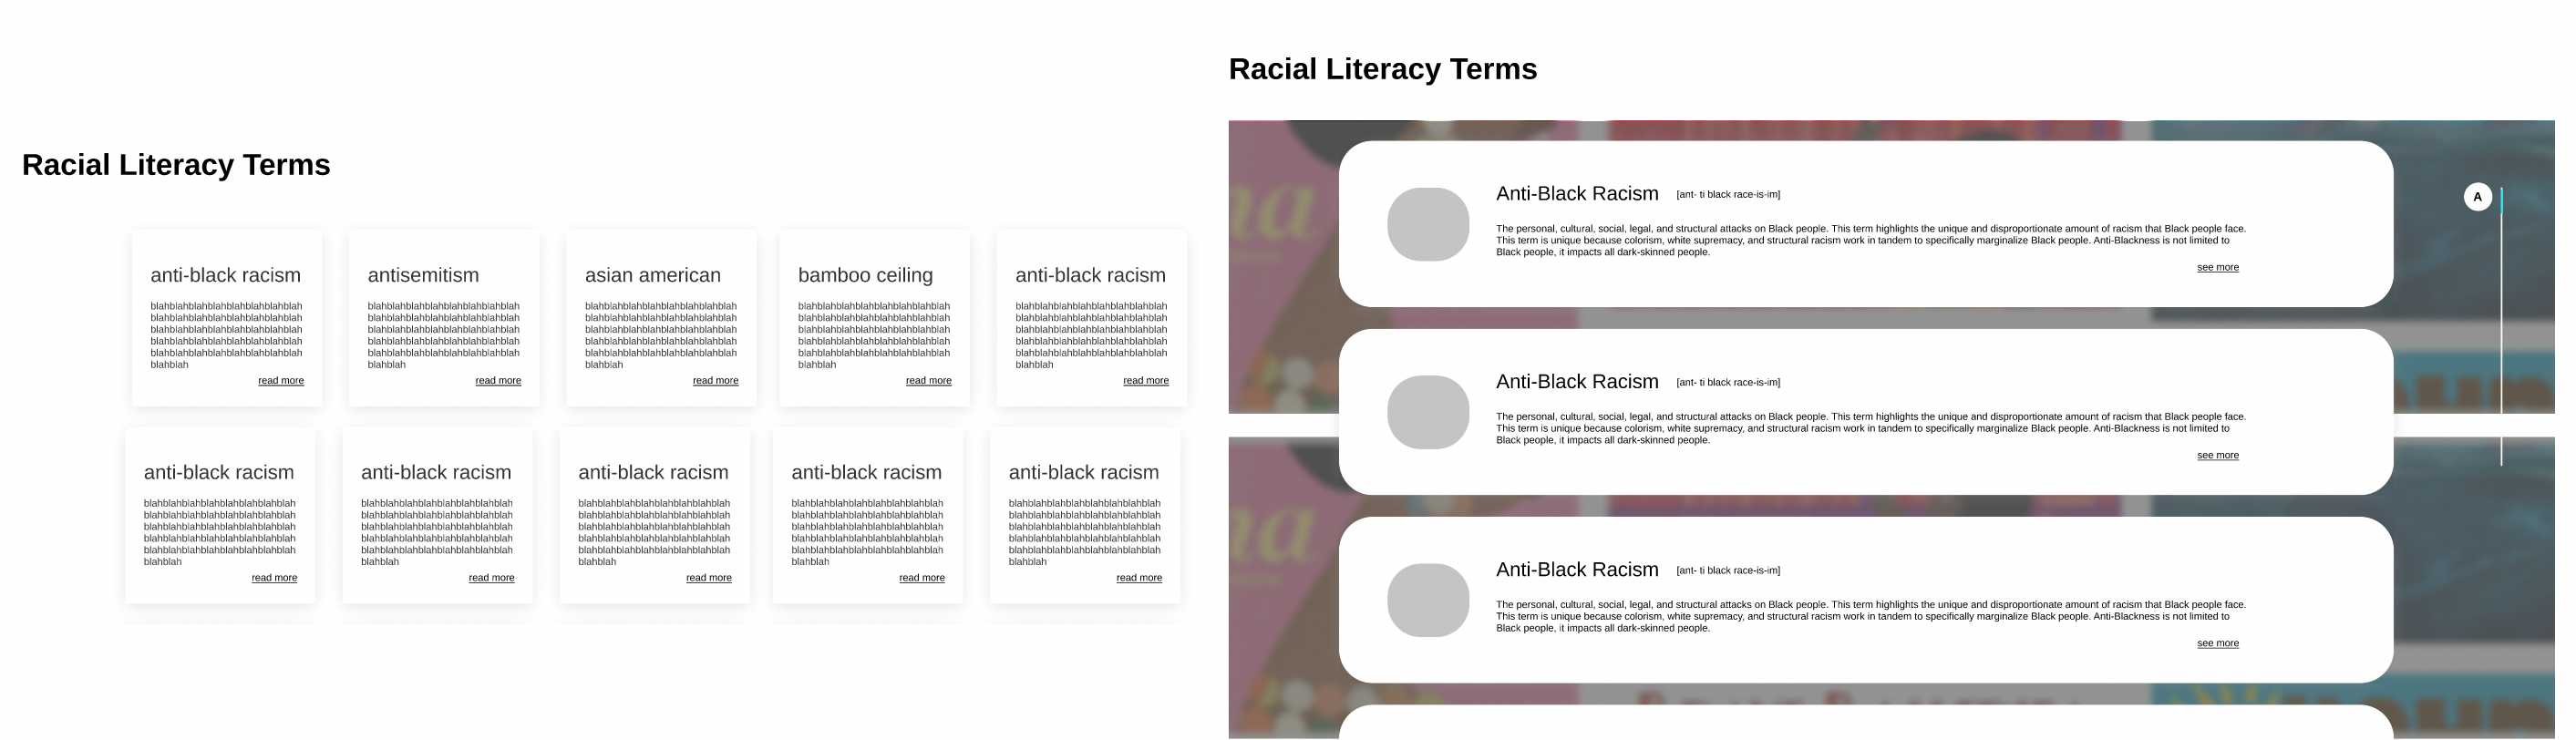 Racial Literacy Terms
anti-black racism
blahblahblahblahblahblahblahblah
blahblahblahblahblahblahblahblah
blahblahblahblahblahblahblahblah
blahblahblahblahblahblahblahblah
blahblahblahblahblahblahblahblah
blahblah
read more
antisemitism
blahblahblahblahblahblahblahblah
blahblahblahblahblahblahblahblah
blahblahblahblahblahblahblahblah
blahblahblahblahblahblahblahblah
blahblahblahblahblahblahblahblah
blahblah
read more
asian american
blahblahblahblahblahblahblahblah
blahblahblahblahblahblahblahblah
blahblahblahblahblahblahblahblah
blahblahblahblahblahblahblahblah
blahblahblahblahblahblahblahblah
blahblah
read more
bamboo ceiling
blahblahblahblahblahblahblahblah
blahblahblahblahblahblahblahblah
blahblahblahblahblahblahblahblah
blahblahblahblahblahblahblahblah
blahblahblahblahblahblahblahblah
blahblah
read more
anti-black racism
blahblahblahblahblahblahblahblah
blahblahblahblahblahblahblahblah
blahblahblahblahblahblahblahblah
blahblahblahblahblahblahblahblah
blahblahblahblahblahblahblahblah
blahblah
read more
anti-black racism
blahblahblahblahblahblahblahblah
blahblahblahblahblahblahblahblah
blahblahblahblahblahblahblahblah
blahblahblahblahblahblahblahblah
blahblahblahblahblahblahblahblah
blahblah
read more
anti-black racism
blahblahblahblahblahblahblahblah
blahblahblahblahblahblahblahblah
blahblahblahblahblahblahblahblah
blahblahblahblahblahblahblahblah
blahblahblahblahblahblahblahblah
blahblah
read more
anti-black racism
blahblahblahblahblahblahblahblah
blahblahblahblahblahblahblahblah
blahblahblahblahblahblahblahblah
blahblahblahblahblahblahblahblah
blahblahblahblahblahblahblahblah
blahblah
read more
anti-black racism
blahblahblahblahblahblahblahblah
blahblahblahblahblahblahblahblah
blahblahblahblahblahblahblahblah
blahblahblahblahblahblahblahblah
blahblahblahblahblahblahblahblah
blahblah
read more
anti-black racism
blahblahblahblahblahblahblahblah
blahblahblahblahblahblahblahblah
blahblahblahblahblahblahblahblah
blahblahblahblahblahblahblahblah
blahblahblahblahblahblahblahblah
blahblah
read more
Racial Literacy Terms
Anti-Black Racism [ant- ti black race-is-im]
The personal, cultural, social, legal, and structural attacks on Black people. This term highlights the unique and disproportionate amount of racism that Black people face.
This term is unique because colorism, white supremacy, and structural racism work in tandem to specifically marginalize Black people. Anti-Blackness is not limited to
Black people, it impacts all dark-skinned people.
see more
A
Anti-Black Racism [ant- ti black race-is-im]
The personal, cultural, social, legal, and structural attacks on Black people. This term highlights the unique and disproportionate amount of racism that Black people face.
This term is unique because colorism, white supremacy, and structural racism work in tandem to specifically marginalize Black people. Anti-Blackness is not limited to
Black people, it impacts all dark-skinned people.
see more
Anti-Black Racism [ant- ti black race-is-im]
The personal, cultural, social, legal, and structural attacks on Black people. This term highlights the unique and disproportionate amount of racism that Black people face.
This term is unique because colorism, white supremacy, and structural racism work in tandem to specifically marginalize Black people. Anti-Blackness is not limited to
Black people, it impacts all dark-skinned people.
see more